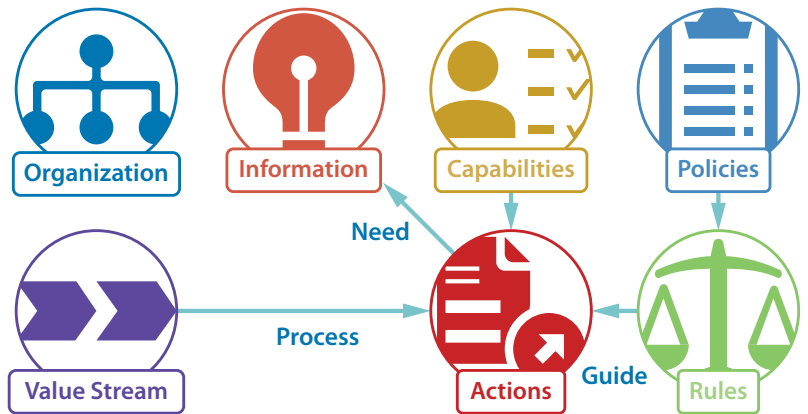 Organization
Information
Capabilities
Policies
Need
Process
Guide
Value Stream
Actions
Rules